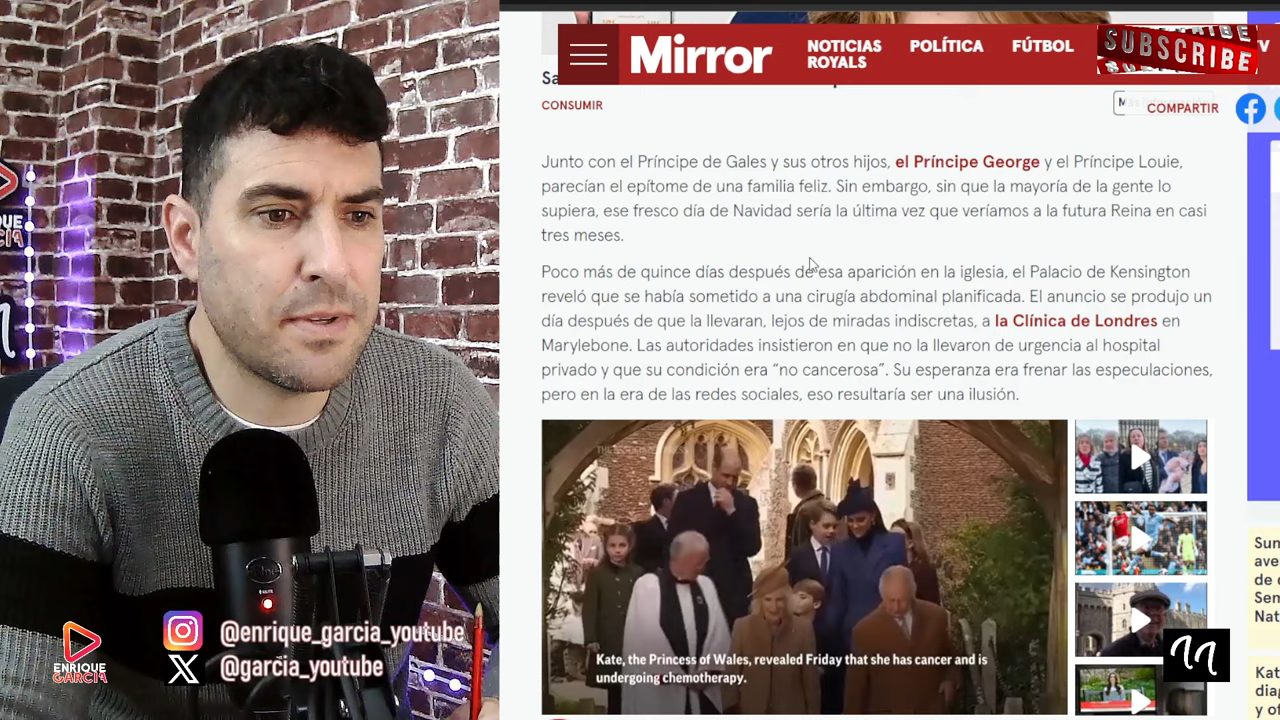 Mirror
NOTICIAS
ROYALS
POLÍTICA
FÚTBOL
SUBSCRIBE
CONSUMIR
COMPARTIR
Junto con el Príncipe de Gales y sus otros hijos, el Príncipe George y el Príncipe Louie,
parecían el epítome de una familia feliz. Sin embargo, sin que la mayoría de la gente lo
supiera, ese fresco día de Navidad sería la última vez que veríamos a la futura Reina en casi
tres meses.
Poco más de quince días después de esa aparición en la iglesia, el Palacio de Kensington
reveló que se había sometido a una cirugía abdominal planificada. El anuncio se produjo un
día después de que la llevaran, lejos de miradas indiscretas, a la Clínica de Londres en
Marylebone. Las autoridades insistieron en que no la llevaron de urgencia al hospital
privado y que su condición era “no cancerosa”. Su esperanza era frenar las especulaciones,
pero en la era de las redes sociales, eso resultaría ser una ilusión.
Kate, the Princess of Wales, revealed Friday that she has cancer and is
undergoing chemotherapy.
@enrique_garcia_youtube
@garcia_youtube
ENRIQUE
GARCIA